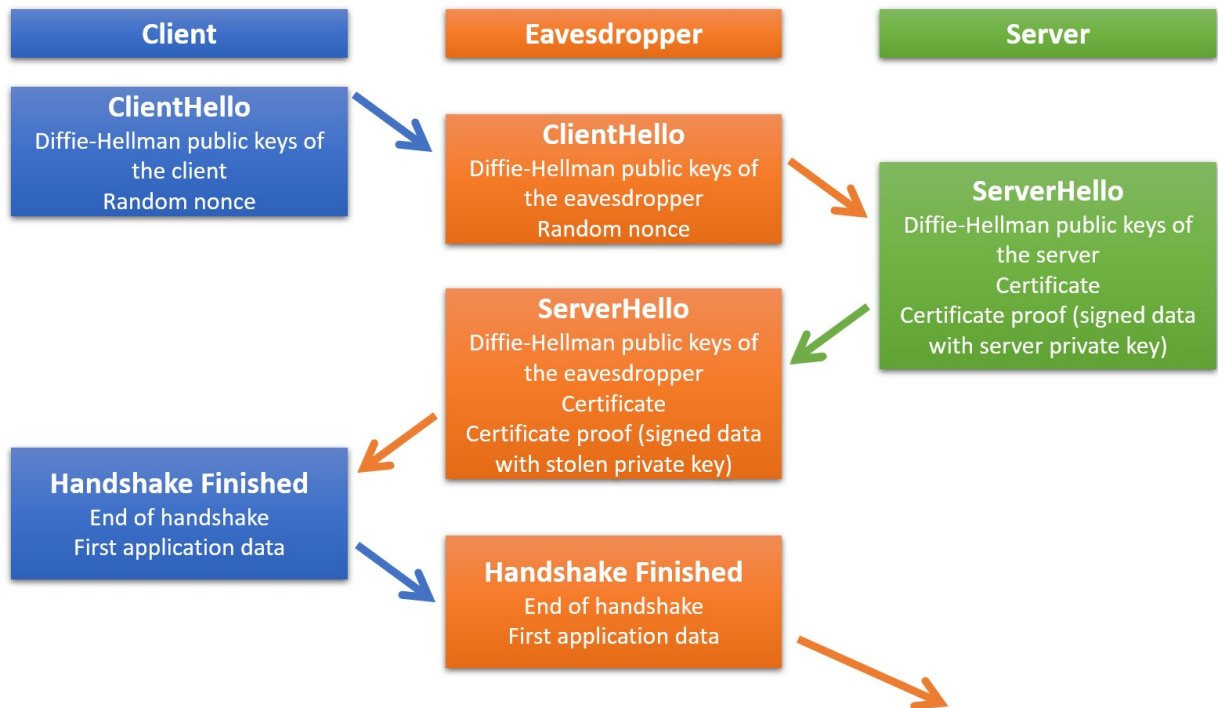 Client
Eavesdropper
Server
ClientHello
Diffie-Hellman public keys of
the client
Random nonce
ClientHello
Diffie-Hellman public keys of
the eavesdropper
Random nonce
ServerHello
Diffie-Hellman public keys of
the server
Certificate
Certificate proof (signed data
with server private key)
ServerHello
Diffie-Hellman public keys of
the eavesdropper
Certificate
Certificate proof (signed data
with stolen private key)
Handshake Finished
End of handshake
First application data
Handshake Finished
End of handshake
First application data